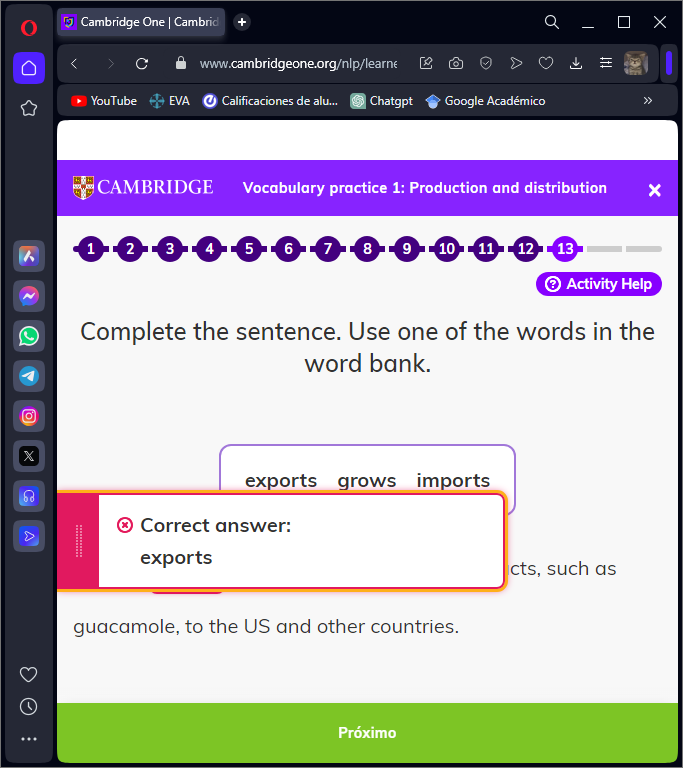 Cambridge One | Cambrid
www.cambridgeone.org/nlp/learne
YouTube EVA Calificaciones de alu... Chatgpt Google Académico »
CAMBRIDGE Vocabulary practice 1: Production and distribution
1 2 3 4 5 6 7 8 9 10 11 12 13
Activity Help
Complete the sentence. Use one of the words in the
word bank.
exports grows imports
Correct answer:
exports
cts, such as
guacamole, to the US and other countries.
Próximo